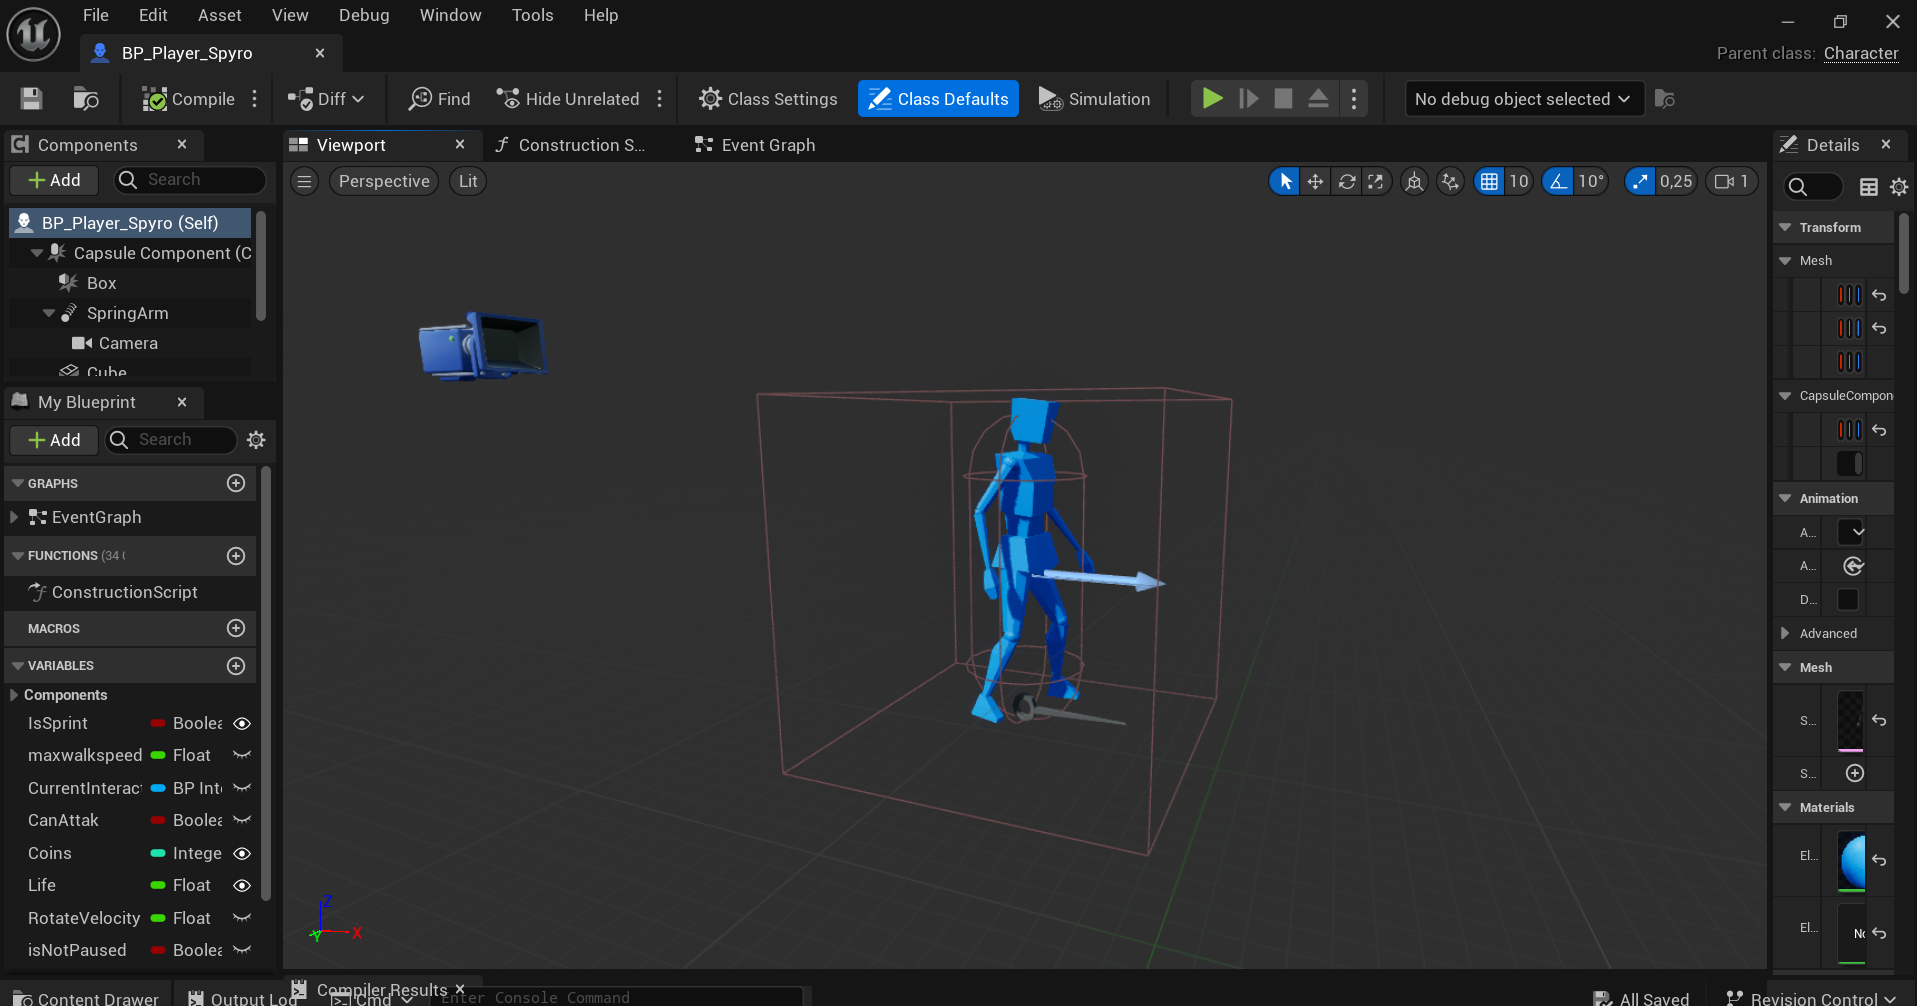 File Edit Asset View Debug Window Tools Help
BP_Player_Spyro
Parent class: Character
Compile
Diff
Find
Hide Unrelated
Class Settings
Class Defaults
Simulation
No debug object selected
Components
Viewport
Construction S...
Event Graph
Details
Add
Search
Perspective
Lit
10
10°
0,25
1
BP_Player_Spyro (Self)
Capsule Component (C
Box
SpringArm
Camera
Cube
My Blueprint
Add
Search
GRAPHS
EventGraph
FUNCTIONS (34
ConstructionScript
MACROS
VARIABLES
Components
IsSprint Boolea
maxwalkspeed Float
CurrentInterac BP Int
CanAttak Boolea
Coins Intege
Life Float
RotateVelocity Float
isNotPaused Boolea
Z
Y
X
Transform
Mesh
CapsuleCompon
Animation
A...
A...
D...
Advanced
Mesh
S...
S...
Materials
El...
El...
No
Content Drawer
Output Log
Compiler Results
Cmd
Enter Console Command
All Saved
Revision Control